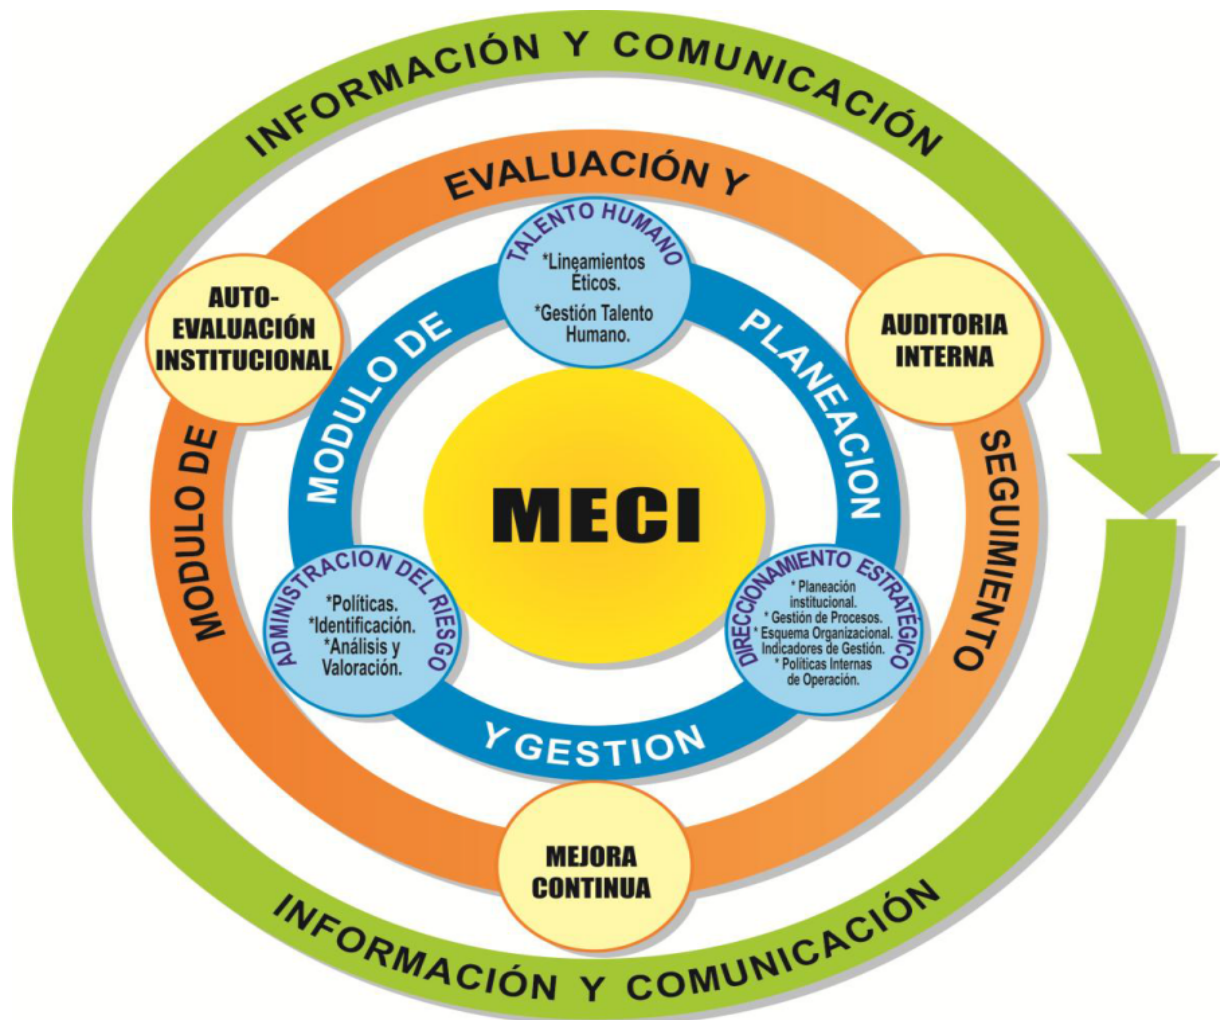 INFORMACIÓN Y COMUNICACIÓN
EVALUACIÓN Y
TALENTO HUMANO
*Lineamientos
Éticos.
*Gestión Talento
Humano.
AUTO-
EVALUACIÓN
INSTITUCIONAL
AUDITORIA
INTERNA
MODULO DE
PLANEACION
MODULO DE
SEGUIMIENTO
MECI
ADMINISTRACION DEL RIESGO
*Políticas.
*Identificación.
*Análisis y
Valoración.
DIRECCIONAMIENTO ESTRATÉGICO
* Planeación
institucional.
* Gestión de Procesos.
* Esquema Organizacional.
Indicadores de Gestión.
* Políticas Internas
de Operación.
Y GESTION
MEJORA
CONTINUA
INFORMACIÓN Y COMUNICACIÓN